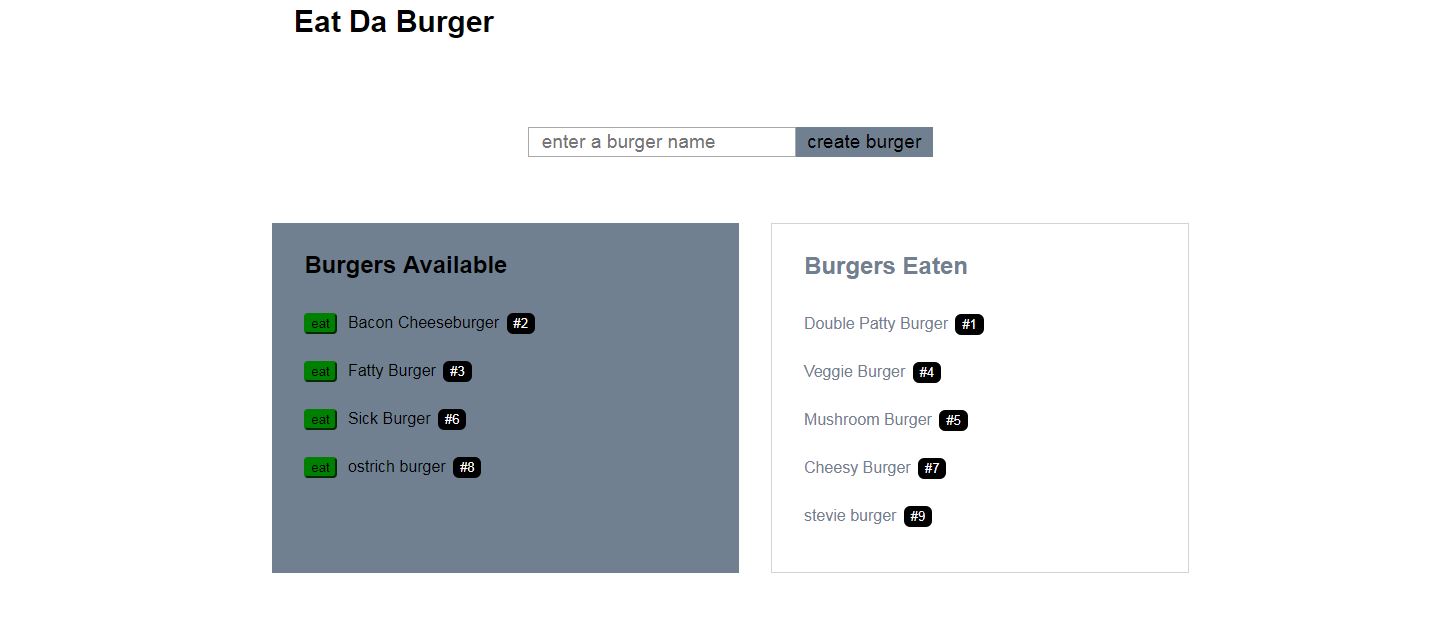 Eat Da Burger
enter a burger name
create burger
Burgers Available
eat Bacon Cheeseburger #2
eat Fatty Burger #3
eat Sick Burger #6
eat ostrich burger #8
Burgers Eaten
Double Patty Burger #1
Veggie Burger #4
Mushroom Burger #5
Cheesy Burger #7
stevie burger #9